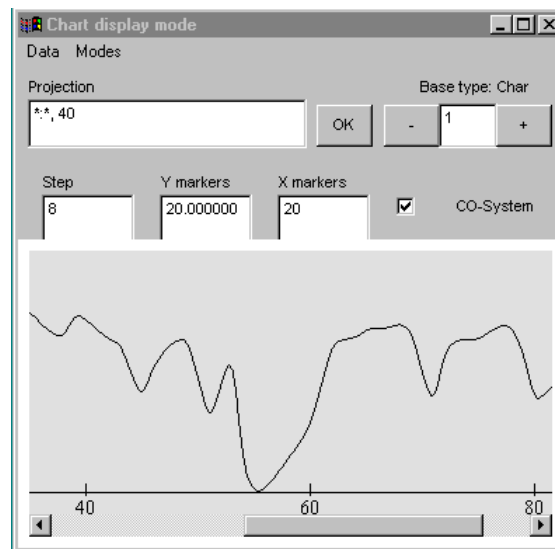 Chart display mode
Data Modes
Projection Base type: Char
*:*, 40 OK - 1 +
Step Y markers X markers
8 20.000000 20 CO-System
40 60 80